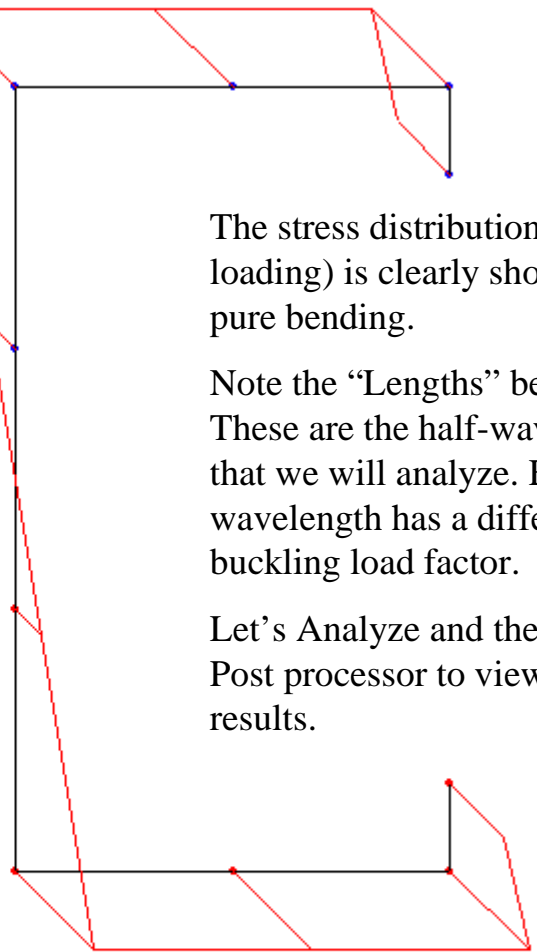 The stress distribution
loading) is clearly
pure bending.
Note the “Lengths”
These are the
that we will analyze.
wavelength has a
buckling load factor.
Let’s Analyze and
Post processor to view
results.